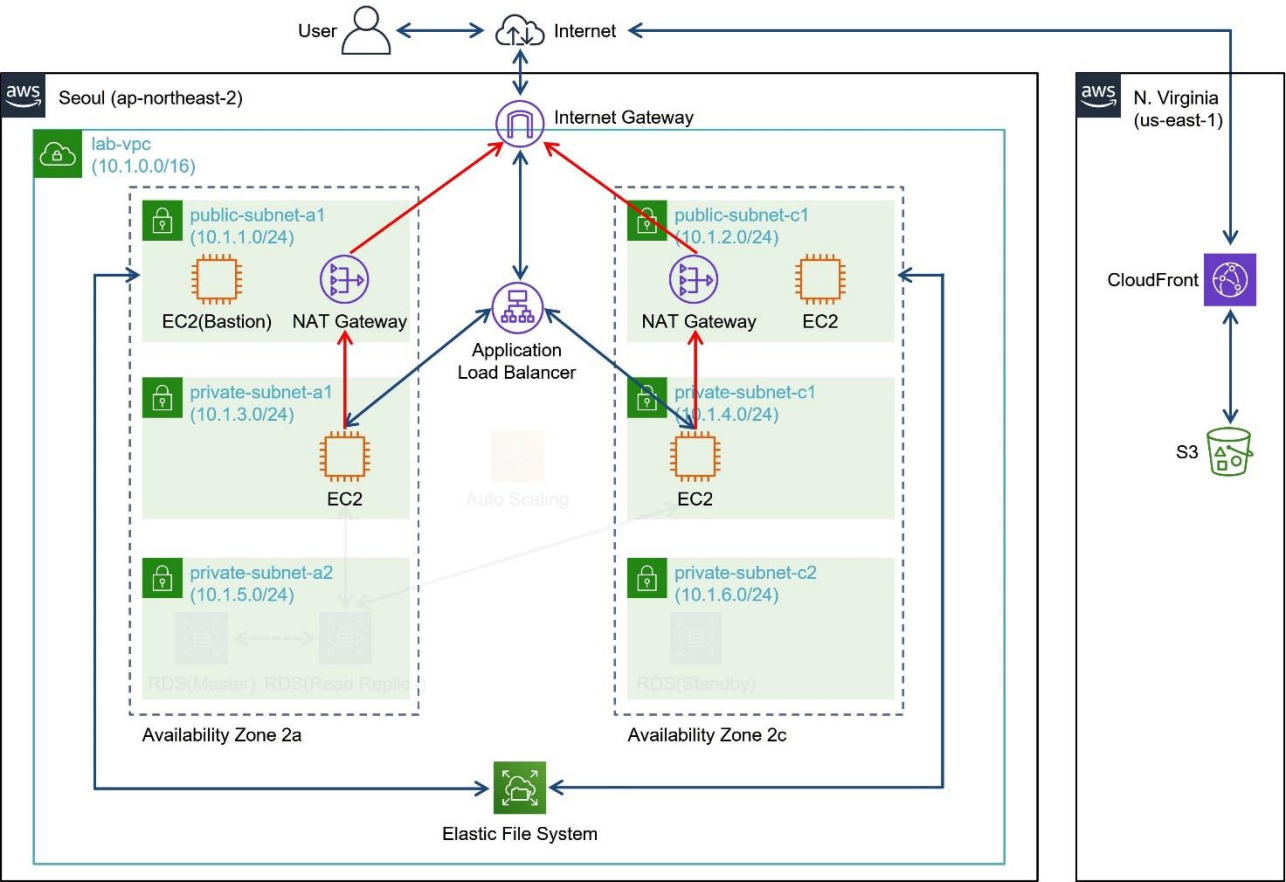 User
Internet
aws
Seoul (ap-northeast-2)
aws
N. Virginia
(us-east-1)
Internet Gateway
lab-vpc
(10.1.0.0/16)
public-subnet-a1
(10.1.1.0/24)
public-subnet-c1
(10.1.2.0/24)
EC2(Bastion)
NAT Gateway
NAT Gateway
EC2
CloudFront
Application
Load Balancer
private-subnet-a1
(10.1.3.0/24)
private-subnet-c1
(10.1.4.0/24)
S3
EC2
Auto Scaling
EC2
private-subnet-a2
(10.1.5.0/24)
private-subnet-c2
(10.1.6.0/24)
RDS(Master)
RDS(Read Replica)
RDS(Standby)
Availability Zone 2a
Availability Zone 2c
Elastic File System